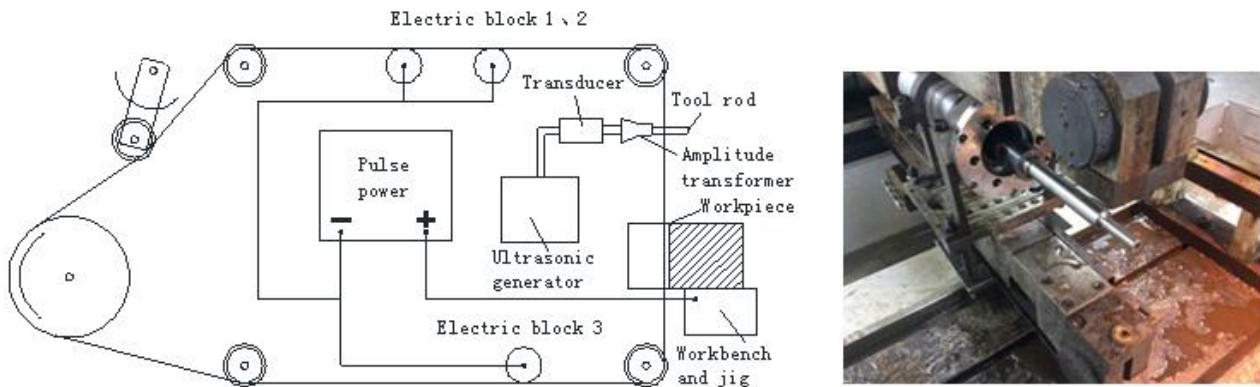 Electric block 1、2
Transducer
Tool rod
Pulse
power
Amplitude
transformer
− +
Workpiece
Ultrasonic
generator
Electric block 3
Workbench
and jig